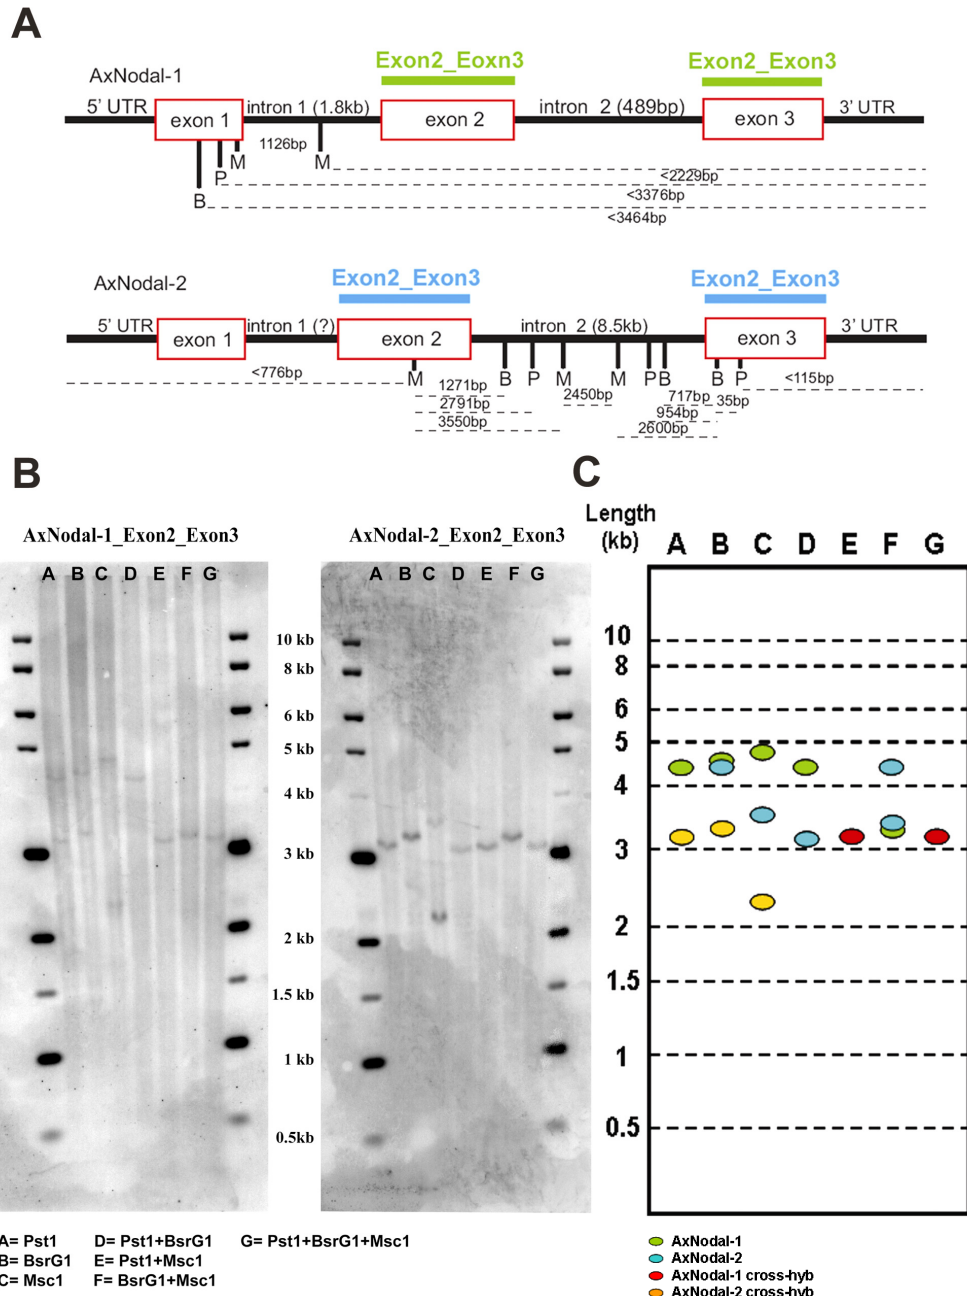 A
Exon2_Eoxn3
Exon2_Exon3
AxNodal-1
5’ UTR
exon 1
intron 1 (1.8kb)
exon 2
intron 2 (489bp)
exon 3
3’ UTR
1126bp
M
M
P
B
<2229bp
<3376bp
<3464bp
AxNodal-2
Exon2_Exon3
Exon2_Exon3
5’ UTR
exon 1
intron 1 (?)
exon 2
intron 2 (8.5kb)
exon 3
3’ UTR
<776bp
M
B
P
M
M
P
B
B
P
<115bp
1271bp
2791bp
3550bp
2450bp
717bp
35bp
954bp
2600bp
B
AxNodal-1_Exon2_Exon3
AxNodal-2_Exon2_Exon3
A B C D E F G
A B C D E F G
10 kb
8 kb
6 kb
5 kb
4 kb
3 kb
2 kb
1.5 kb
1 kb
0.5kb
A= Pst1
D= Pst1+BsrG1
G= Pst1+BsrG1+Msc1
B= BsrG1
E= Pst1+Msc1
C= Msc1
F= BsrG1+Msc1
C
Length
(kb)
A B C D E F G
10
8
6
5
4
3
2
1.5
1
0.5
AxNodal-1
AxNodal-2
AxNodal-1 cross-hyb
AxNodal-2 cross-hyb